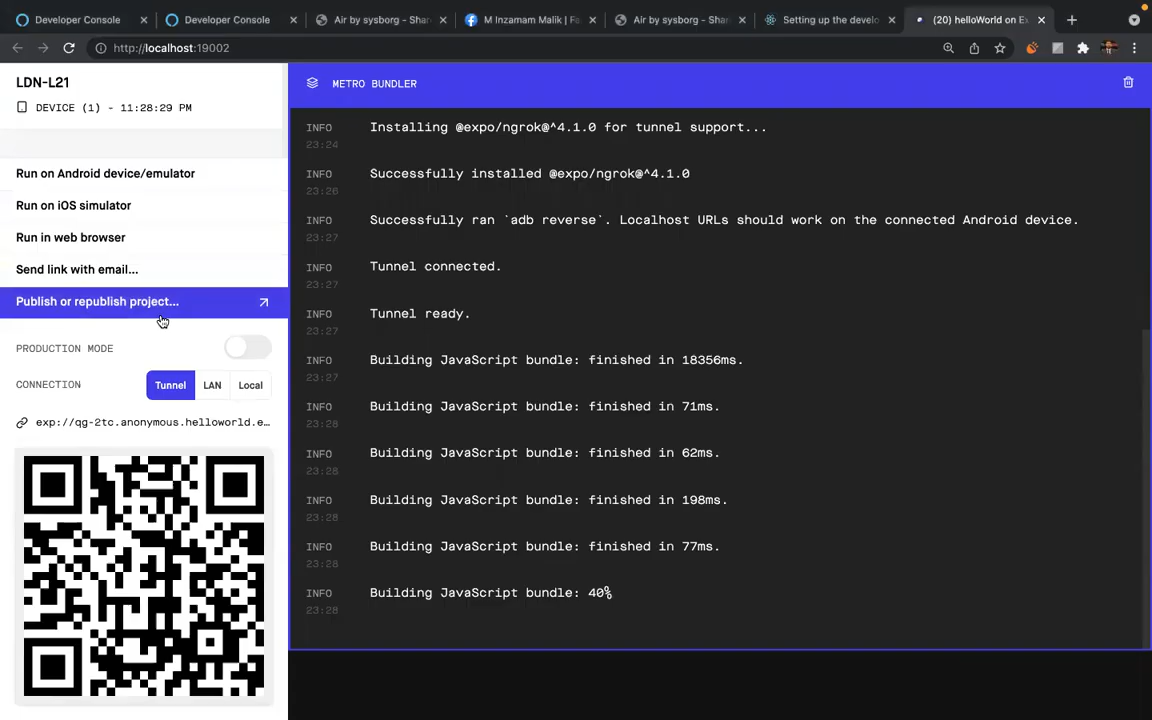 Developer Console
Developer Console
Air by sysborg - Share
M Inzamam Malik | Fa
Air by sysborg - Share
Setting up the develo
(20) helloWorld on Ex
http://localhost:19002
LDN-L21
DEVICE (1) - 11:28:29 PM
Run on Android device/emulator
Run on iOS simulator
Run in web browser
Send link with email...
Publish or republish project...
PRODUCTION MODE
CONNECTION
Tunnel
LAN
Local
exp://qg-2tc.anonymous.helloworld.e...
METRO BUNDLER
INFO Installing @expo/ngrok@^4.1.0 for tunnel support...
23:24
INFO Successfully installed @expo/ngrok@^4.1.0
23:26
INFO Successfully ran `adb reverse`. Localhost URLs should work on the connected Android device.
23:27
INFO Tunnel connected.
23:27
INFO Tunnel ready.
23:27
INFO Building JavaScript bundle: finished in 18356ms.
23:27
INFO Building JavaScript bundle: finished in 71ms.
23:28
INFO Building JavaScript bundle: finished in 62ms.
23:28
INFO Building JavaScript bundle: finished in 198ms.
23:28
INFO Building JavaScript bundle: finished in 77ms.
23:28
INFO Building JavaScript bundle: 40%
23:28